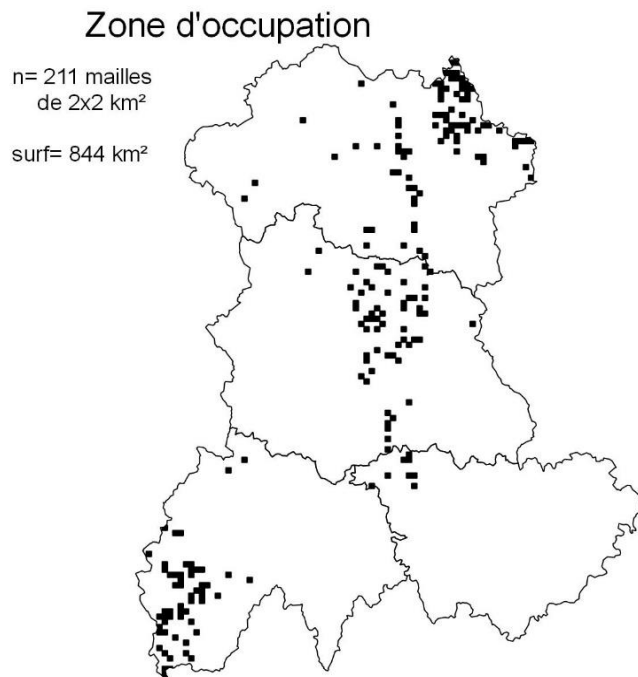 Zone d'occupation
n= 211 mailles
de 2x2 km²
surf= 844 km²